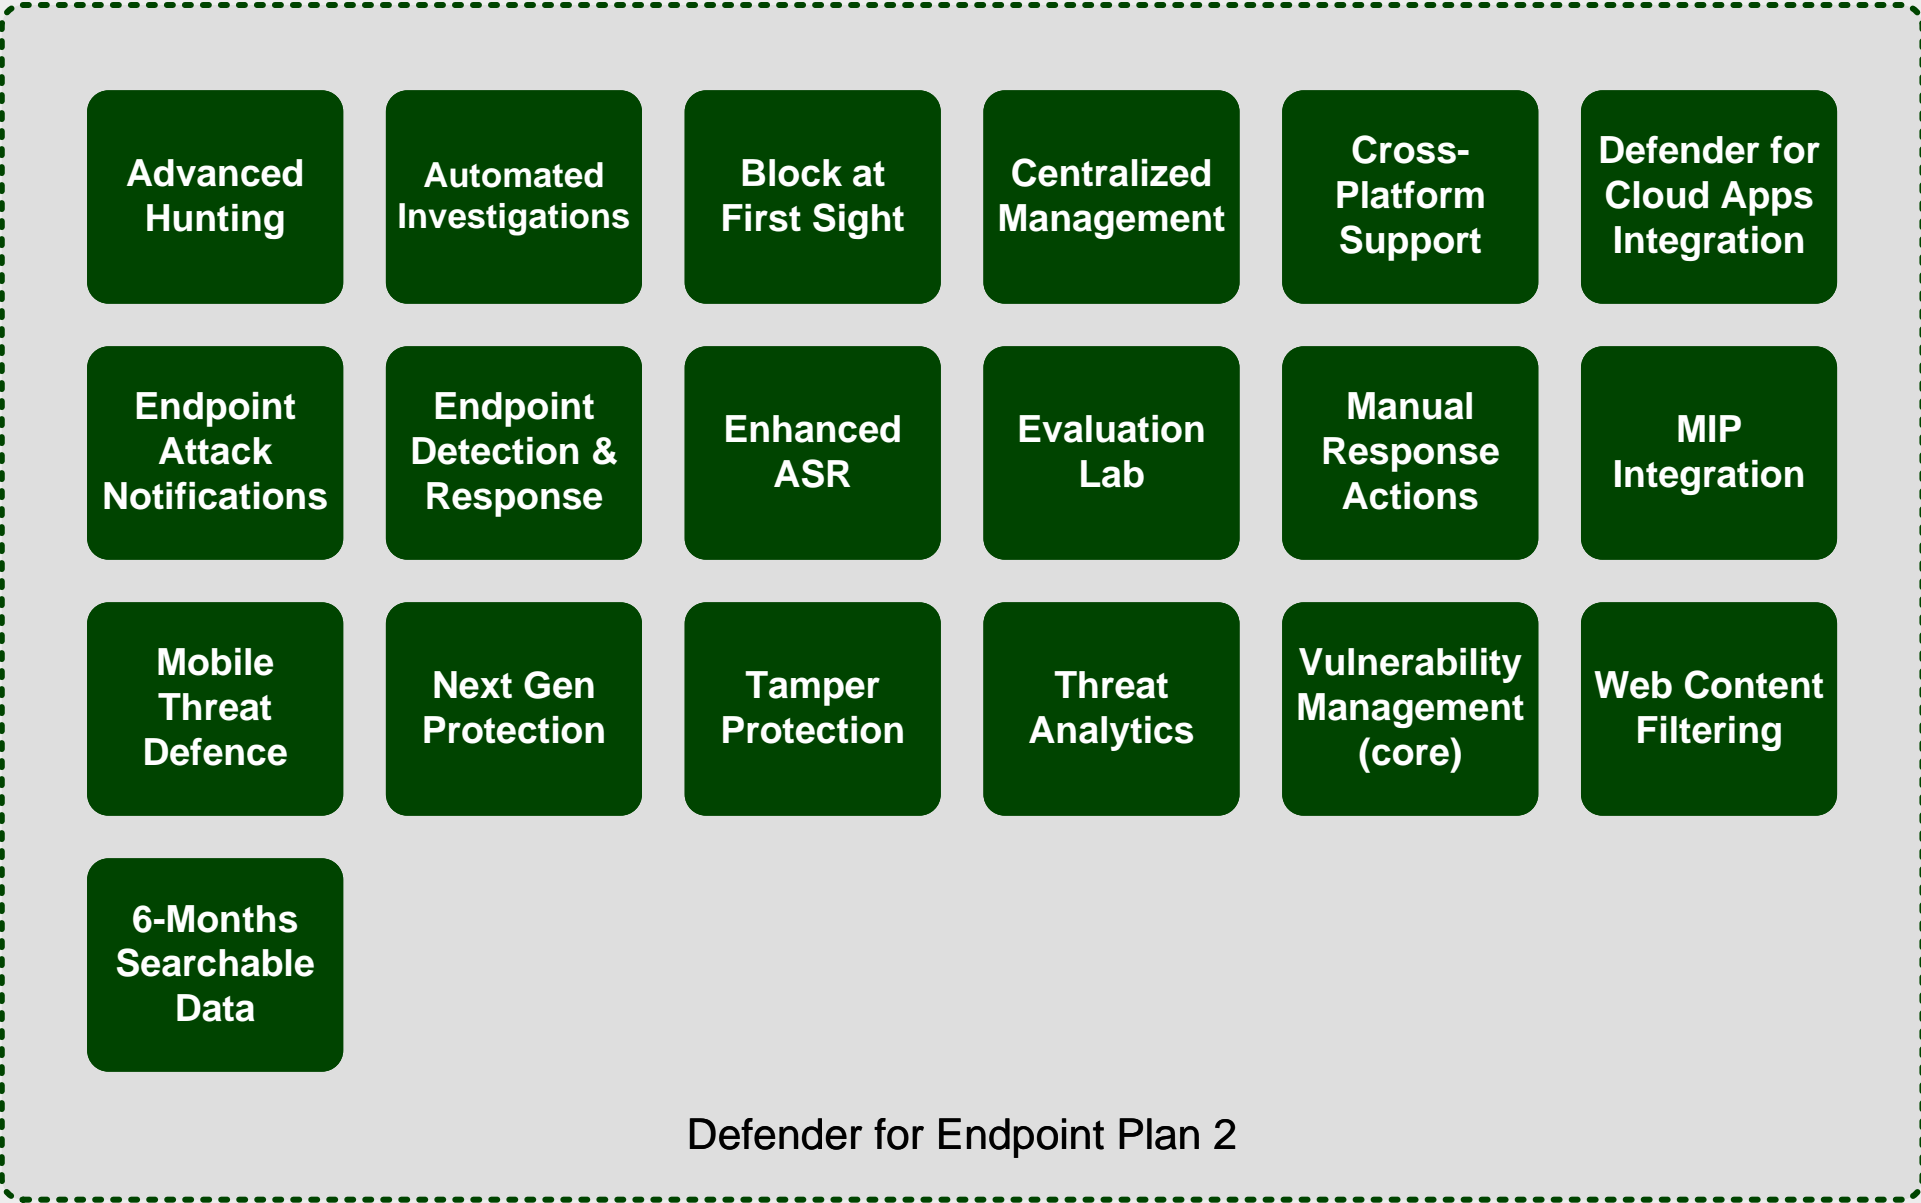 Advanced
Hunting
Automated
Investigations
Block at
First Sight
Centralized
Management
Cross-
Platform
Support
Defender for
Cloud Apps
Integration
Endpoint
Attack
Notifications
Endpoint
Detection &
Response
Enhanced
ASR
Evaluation
Lab
Manual
Response
Actions
MIP
Integration
Mobile
Threat
Defence
Next Gen
Protection
Tamper
Protection
Threat
Analytics
Vulnerability
Management
(core)
Web Content
Filtering
6-Months
Searchable
Data
Defender for Endpoint Plan 2